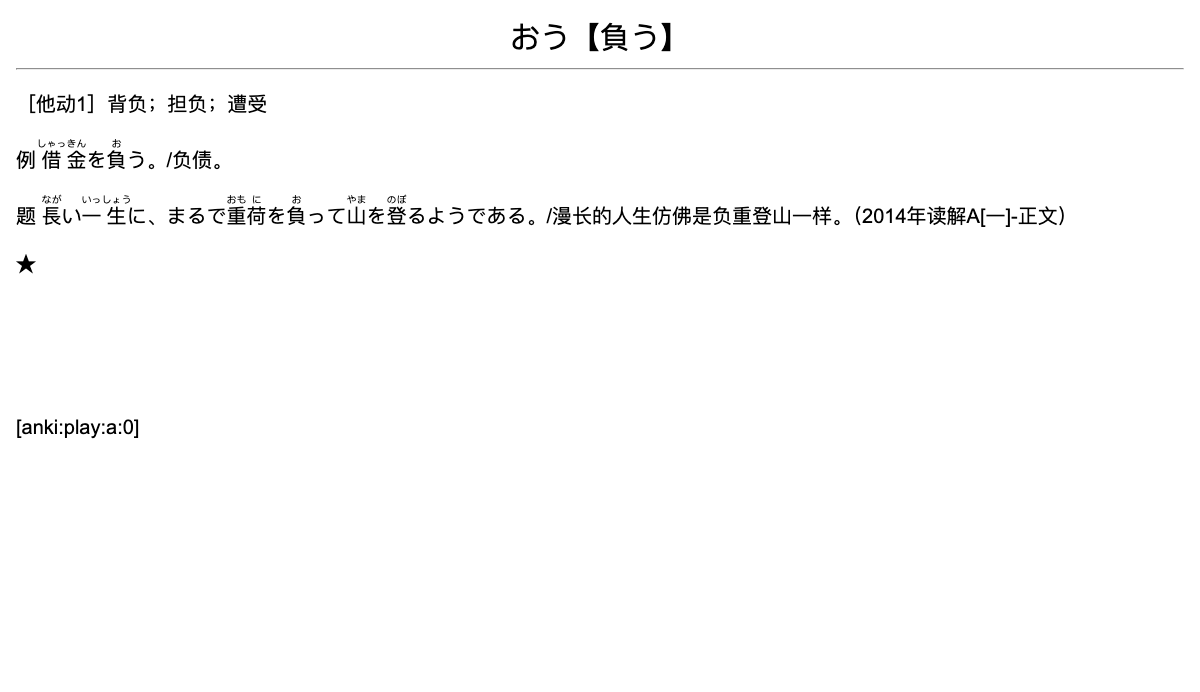 おう【負う】
［他动1］背负；担负；遭受
しゃっきん お
例 借金を負う。/负债。
なが いっしょう おもに お やま のぼ
题 長い一生に、まるで重荷を負って山を登るようである。/漫长的人生仿佛是负重登山一样。（2014年读解A[一]-正文）
★
[anki:play:a:0]